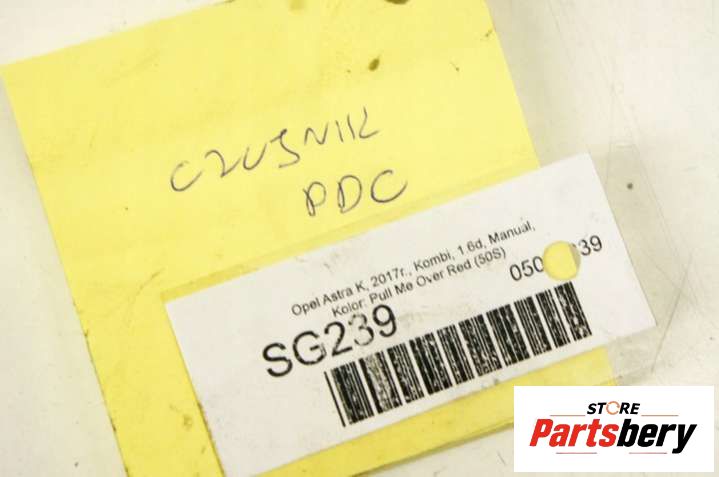 CZUJNIK
PDC
Opel Astra K, 2017r., Kombi, 1.6d, Manual,
Kolor: Pull Me Over Red (50S)
SG239
STORE
Partsbery